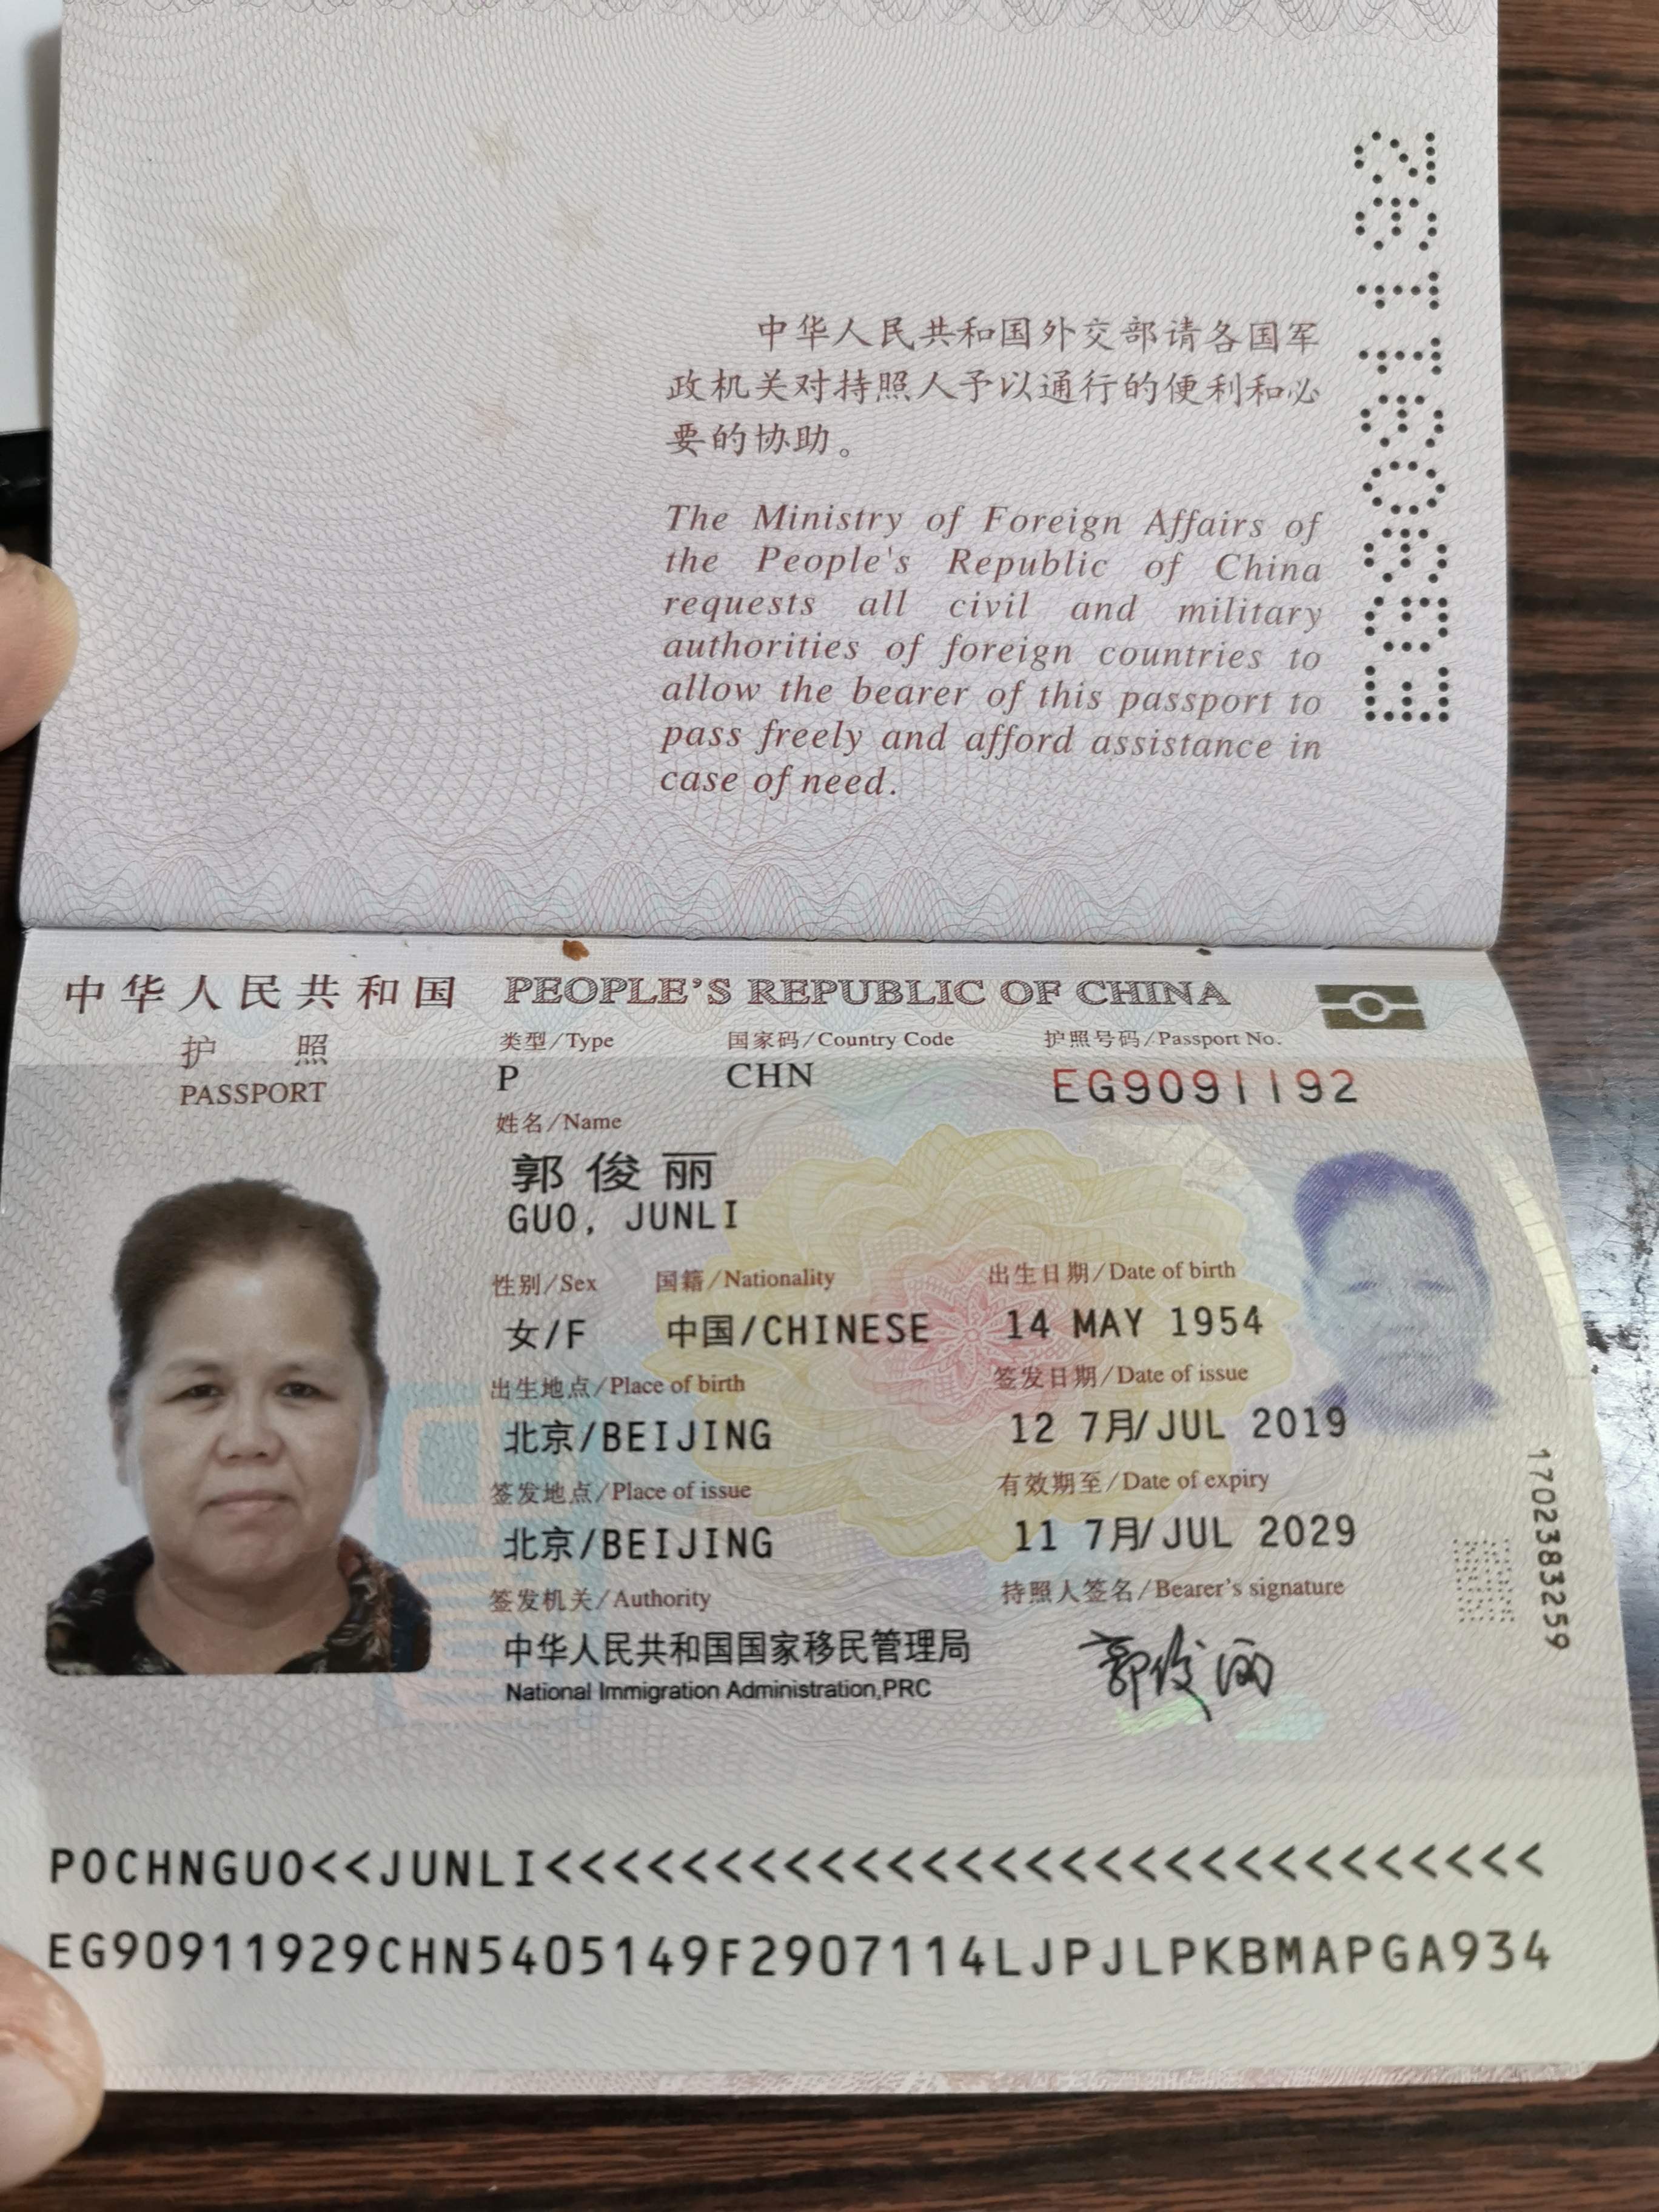 中华人民共和国外交部请各国军
政机关对持照人予以通行的便利和必
要的协助。
The Ministry of Foreign Affairs of
the People's Republic of China
requests all civil and military
authorities of foreign countries to
allow the bearer of this passport to
pass freely and afford assistance in
case of need.
EG9091192
中华人民共和国 PEOPLE'S REPUBLIC OF CHINA
护 照
PASSPORT
类型/Type 国家码/Country Code 护照号码/Passport No.
P CHN EG9091192
姓名/Name
郭俊丽
GUO, JUNLI
性别/Sex 国籍/Nationality 出生日期/Date of birth
女/F 中国/CHINESE 14 MAY 1954
出生地点/Place of birth 签发日期/Date of issue
北京/BEIJING 12 7月/JUL 2019
签发地点/Place of issue 有效期至/Date of expiry
北京/BEIJING 11 7月/JUL 2029
签发机关/Authority 持照人签名/Bearer's signature
中华人民共和国国家移民管理局
National Immigration Administration,PRC
郭俊丽
1702383259
POCHNGUO<<JUNLI<<<<<<<<<<<<<<<<<<<<<<<<<<<<<
EG90911929CHN5405149F2907114LJPJLPKBMAPGA934